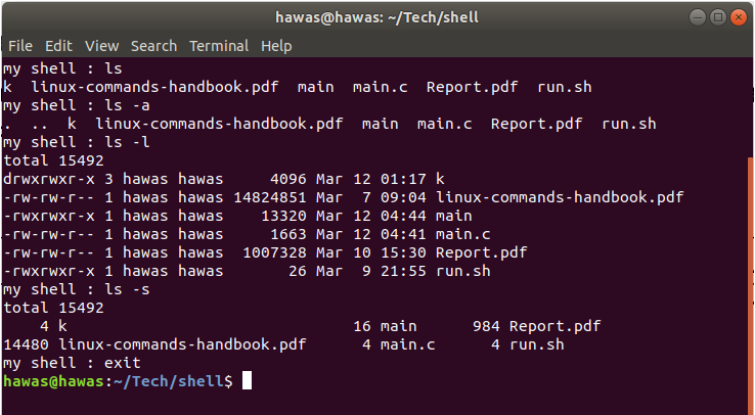 hawas@hawas: ~/Tech/shell
File Edit View Search Terminal Help
my shell : ls
k  linux-commands-handbook.pdf  main  main.c  Report.pdf  run.sh
my shell : ls -a
.  ..  k  linux-commands-handbook.pdf  main  main.c  Report.pdf  run.sh
my shell : ls -l
total 15492
drwxrwxr-x 3 hawas hawas     4096 Mar 12 01:17 k
-rw-rw-r-- 1 hawas hawas 14824851 Mar  7 09:04 linux-commands-handbook.pdf
-rwxrwxr-x 1 hawas hawas    13320 Mar 12 04:44 main
-rw-rw-r-- 1 hawas hawas     1663 Mar 12 04:41 main.c
-rw-rw-r-- 1 hawas hawas  1007328 Mar 10 15:30 Report.pdf
-rwxrwxr-x 1 hawas hawas       26 Mar  9 21:55 run.sh
my shell : ls -s
total 15492
    4 k                               16 main      984 Report.pdf
14480 linux-commands-handbook.pdf      4 main.c      4 run.sh
my shell : exit
hawas@hawas:~/Tech/shell$